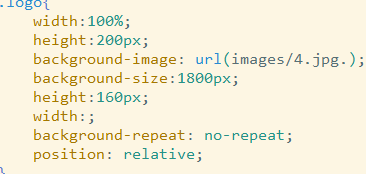 .logo{
width:100%;
height:200px;
background-image: url(images/4.jpg.);
background-size:1800px;
height:160px;
width:;
background-repeat: no-repeat;
position: relative;
}